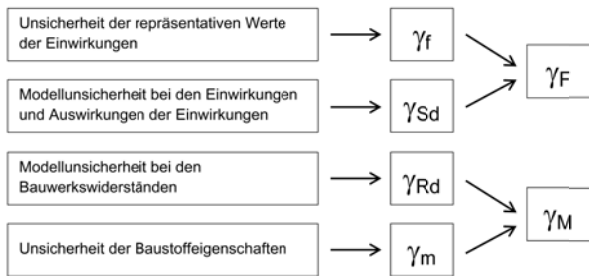 Unsicherheit der repräsentativen Werte
der Einwirkungen
γf
Modellunsicherheit bei den Einwirkungen
und Auswirkungen der Einwirkungen
γSd
γF
Modellunsicherheit bei den
Bauwerkswiderständen
γRd
Unsicherheit der Baustoffeigenschaften
γm
γM